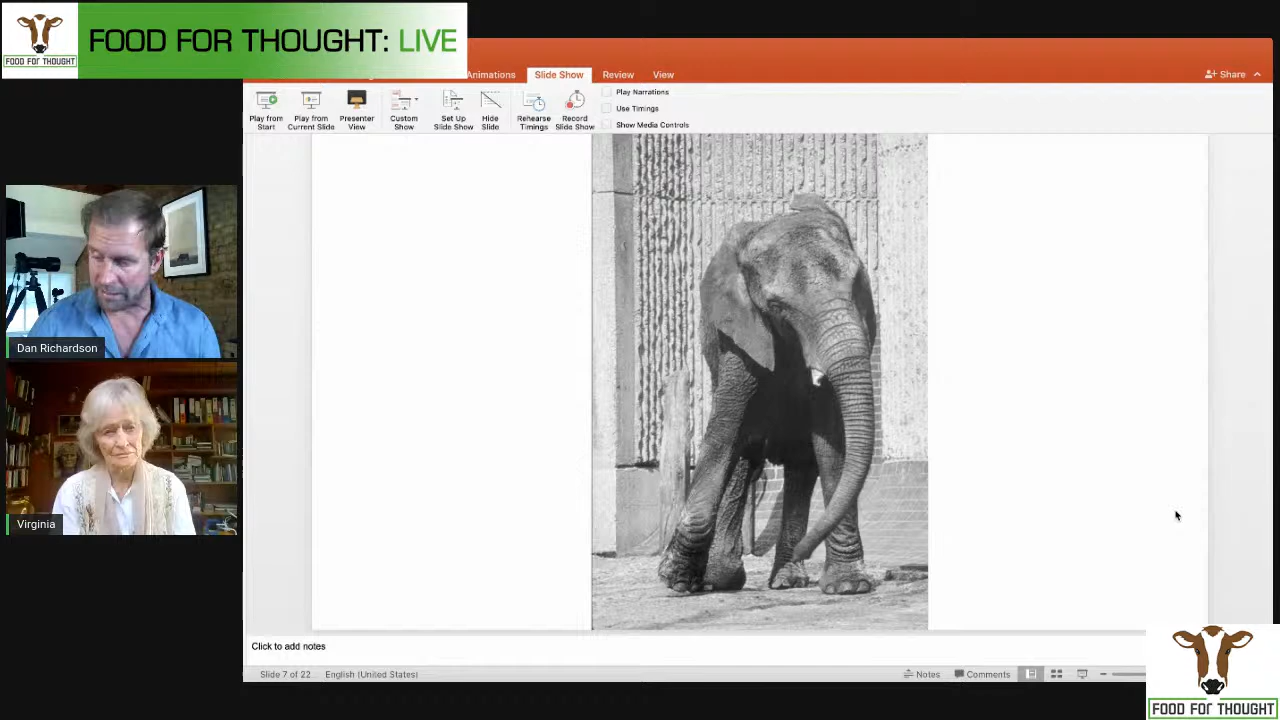 FOOD FOR THOUGHT
FOOD FOR THOUGHT: LIVE
Animations
Slide Show
Review
View
Share
Play from
Start
Play from
Current Slide
Presenter
View
Custom
Show
Set Up
Slide Show
Hide
Slide
Rehearse
Timings
Record
Slide Show
Play Narrations
Use Timings
Show Media Controls
Dan Richardson
Virginia
Click to add notes
Slide 7 of 22
English (United States)
Notes
Comments
FOOD FOR THOUGHT